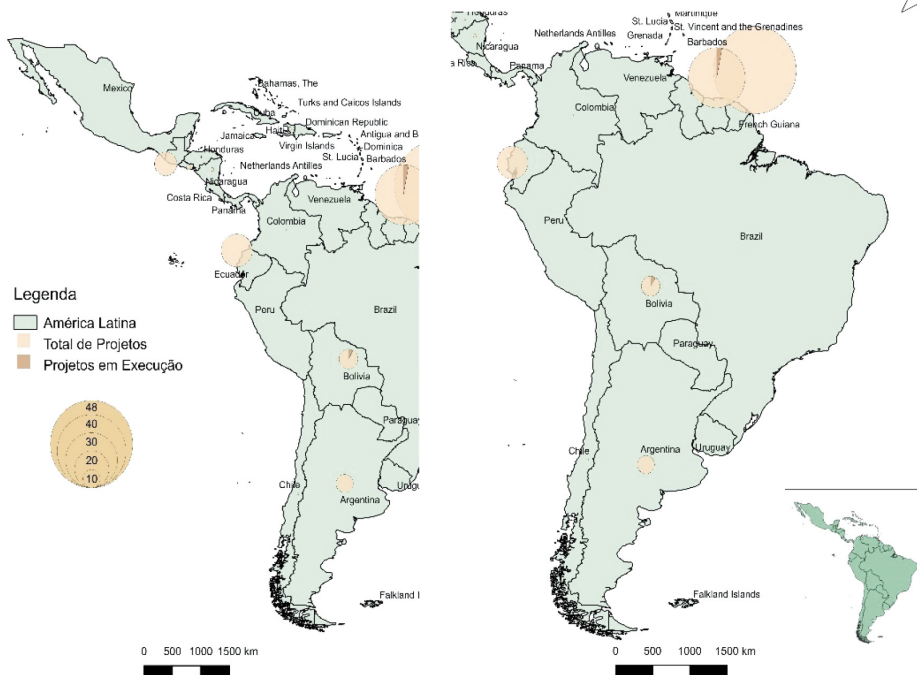 Mexico
Bahamas, The
Turks and Caicos Islands
Cuba
Dominican Republic
Haiti
Jamaica
Virgin Islands
Antigua and B
Dominica
Honduras
St. Lucia
Barbados
Netherlands Antilles
Nicaragua
Costa Rica
Panama
Venezuela
Colombia
Ecuador
Peru
Brazil
Bolivia
Paraguay
Chile
Argentina
Urugu
Falkland I
Legenda
América Latina
Total de Projetos
Projetos em Execução
48
40
30
20
10
0 500 1000 1500 km
Honduras
Martinique
St. Lucia
St. Vincent and the Grenadines
Netherlands Antilles
Grenada
Barbados
Nicaragua
a Rica
Panama
Venezuela
Colombia
French Guiana
Peru
Brazil
Bolivia
Paraguay
Chile
Argentina
Uruguay
Falkland Islands
0 500 1000 1500 km